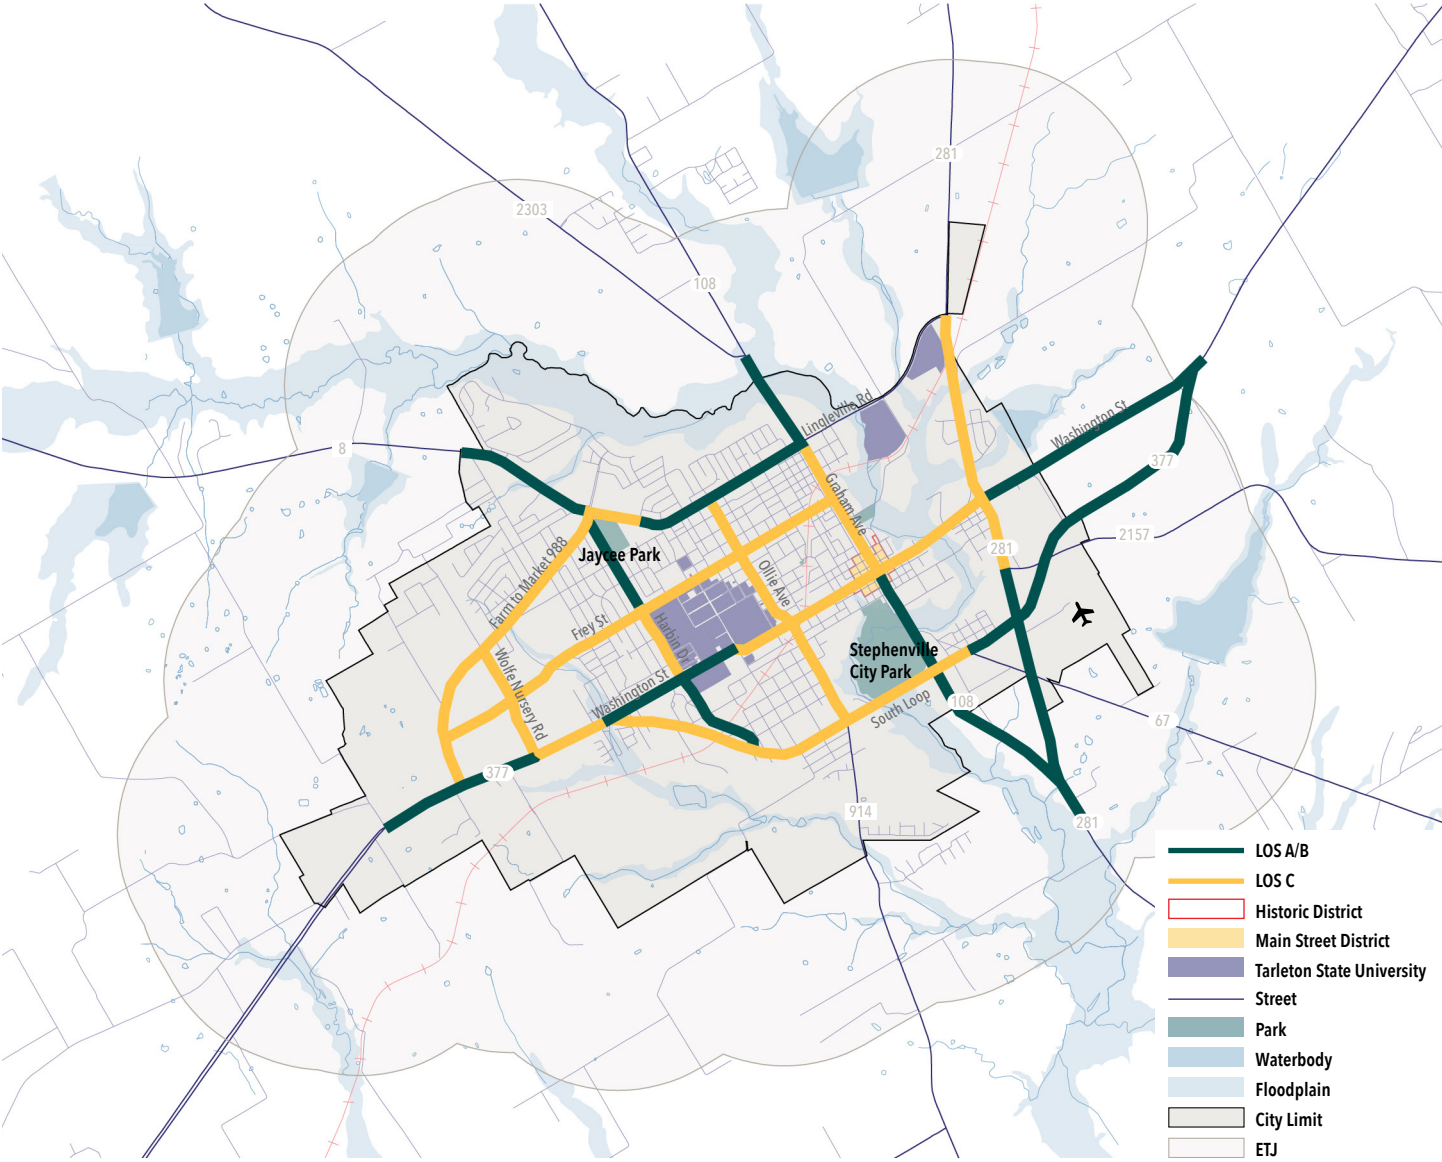 281
2303
108
Lingleville Rd
Washington St
8
Graham Ave
377
2157
281
Farm to Market 988
Jaycee Park
Ollie Ave
Frey St
Harbin Dr.
Wolfe Nursery Rd
Washington St
Stephenville
City Park
South Loop
108
67
377
914
281
LOS A/B
LOS C
Historic District
Main Street District
Tarleton State University
Street
Park
Waterbody
Floodplain
City Limit
ETJ